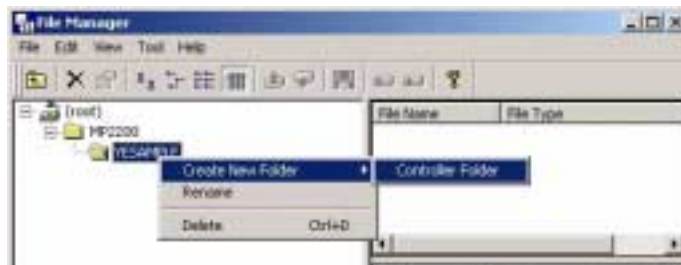 File Manager
File Edit View Tool Help
(root)
File Name File Type
MP2200
YESAMPLE
Create New Folder Controller Folder
Rename
Delete Ctrl+D